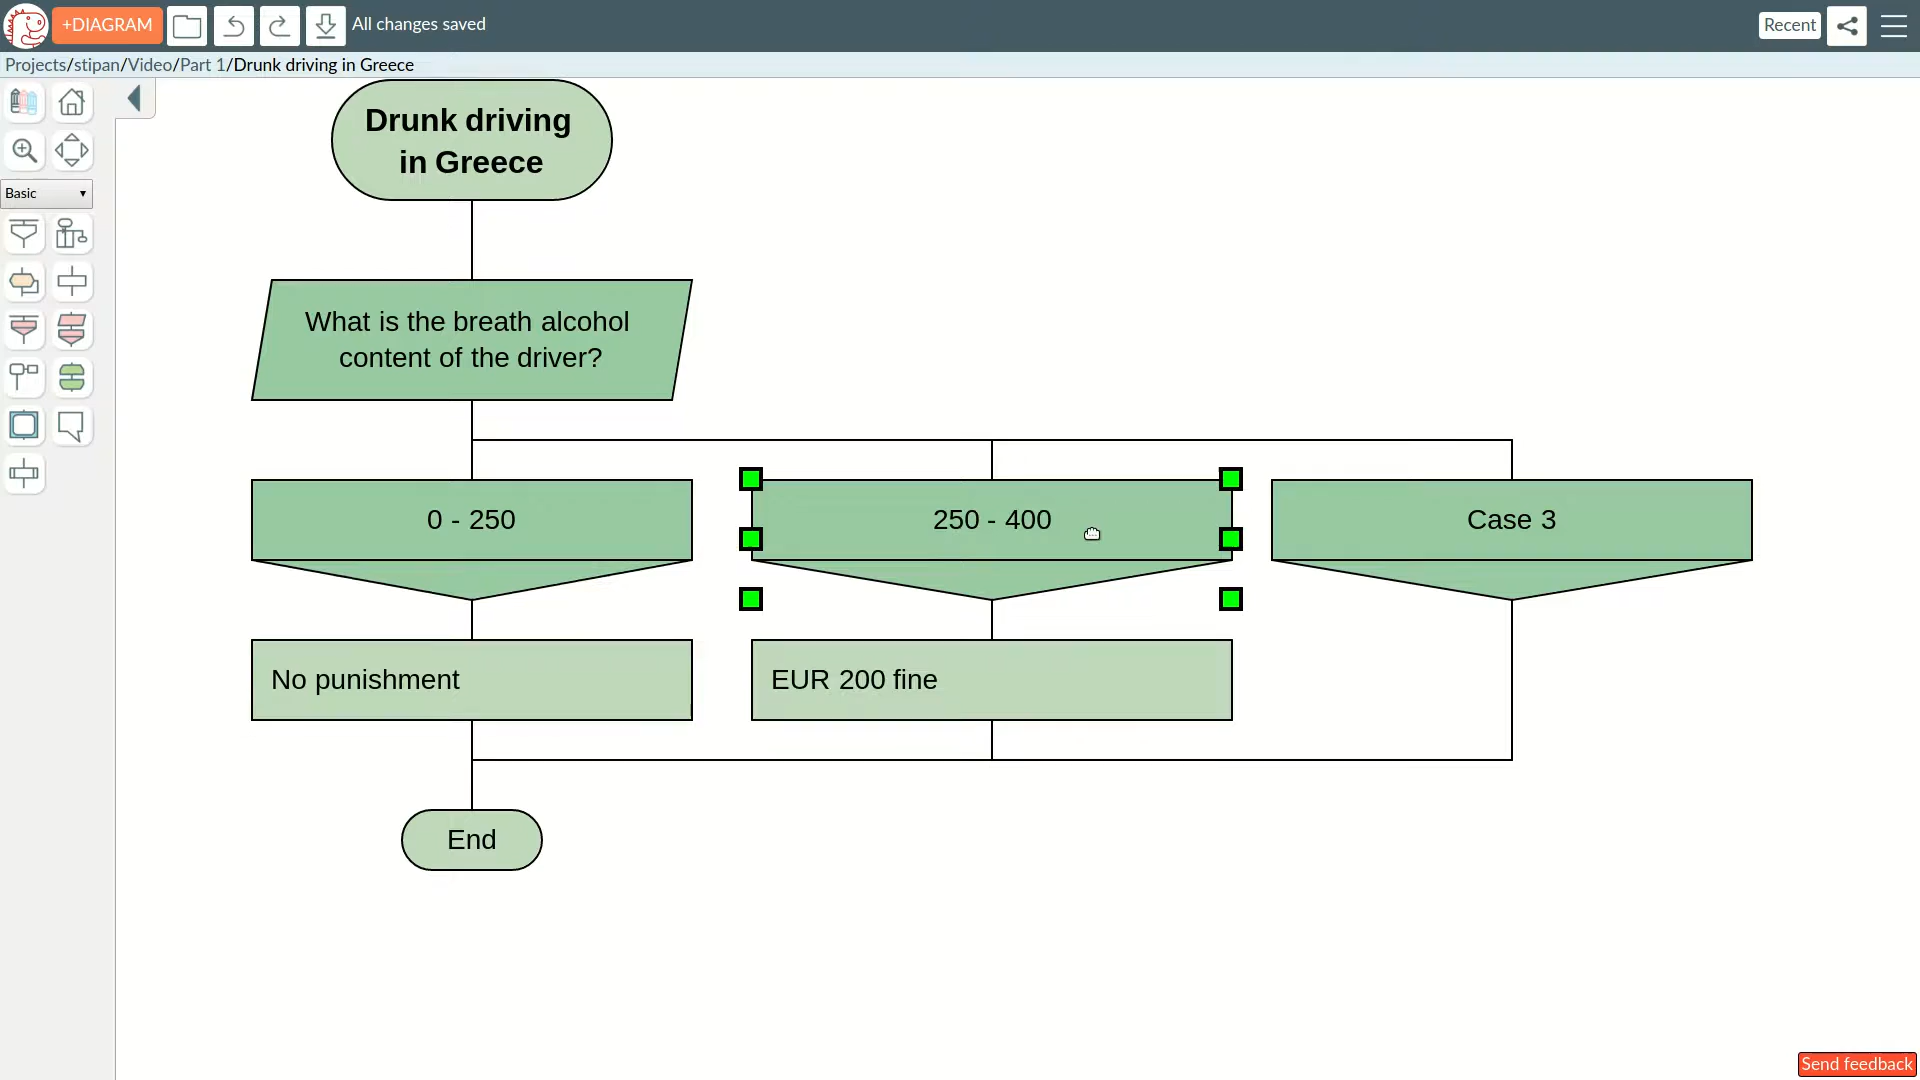 +DIAGRAM
All changes saved
Recent
Projects/stipan/Video/Part 1/Drunk driving in Greece
Basic
Drunk driving
in Greece
What is the breath alcohol
content of the driver?
0 - 250
250 - 400
Case 3
No punishment
EUR 200 fine
End
Send feedback